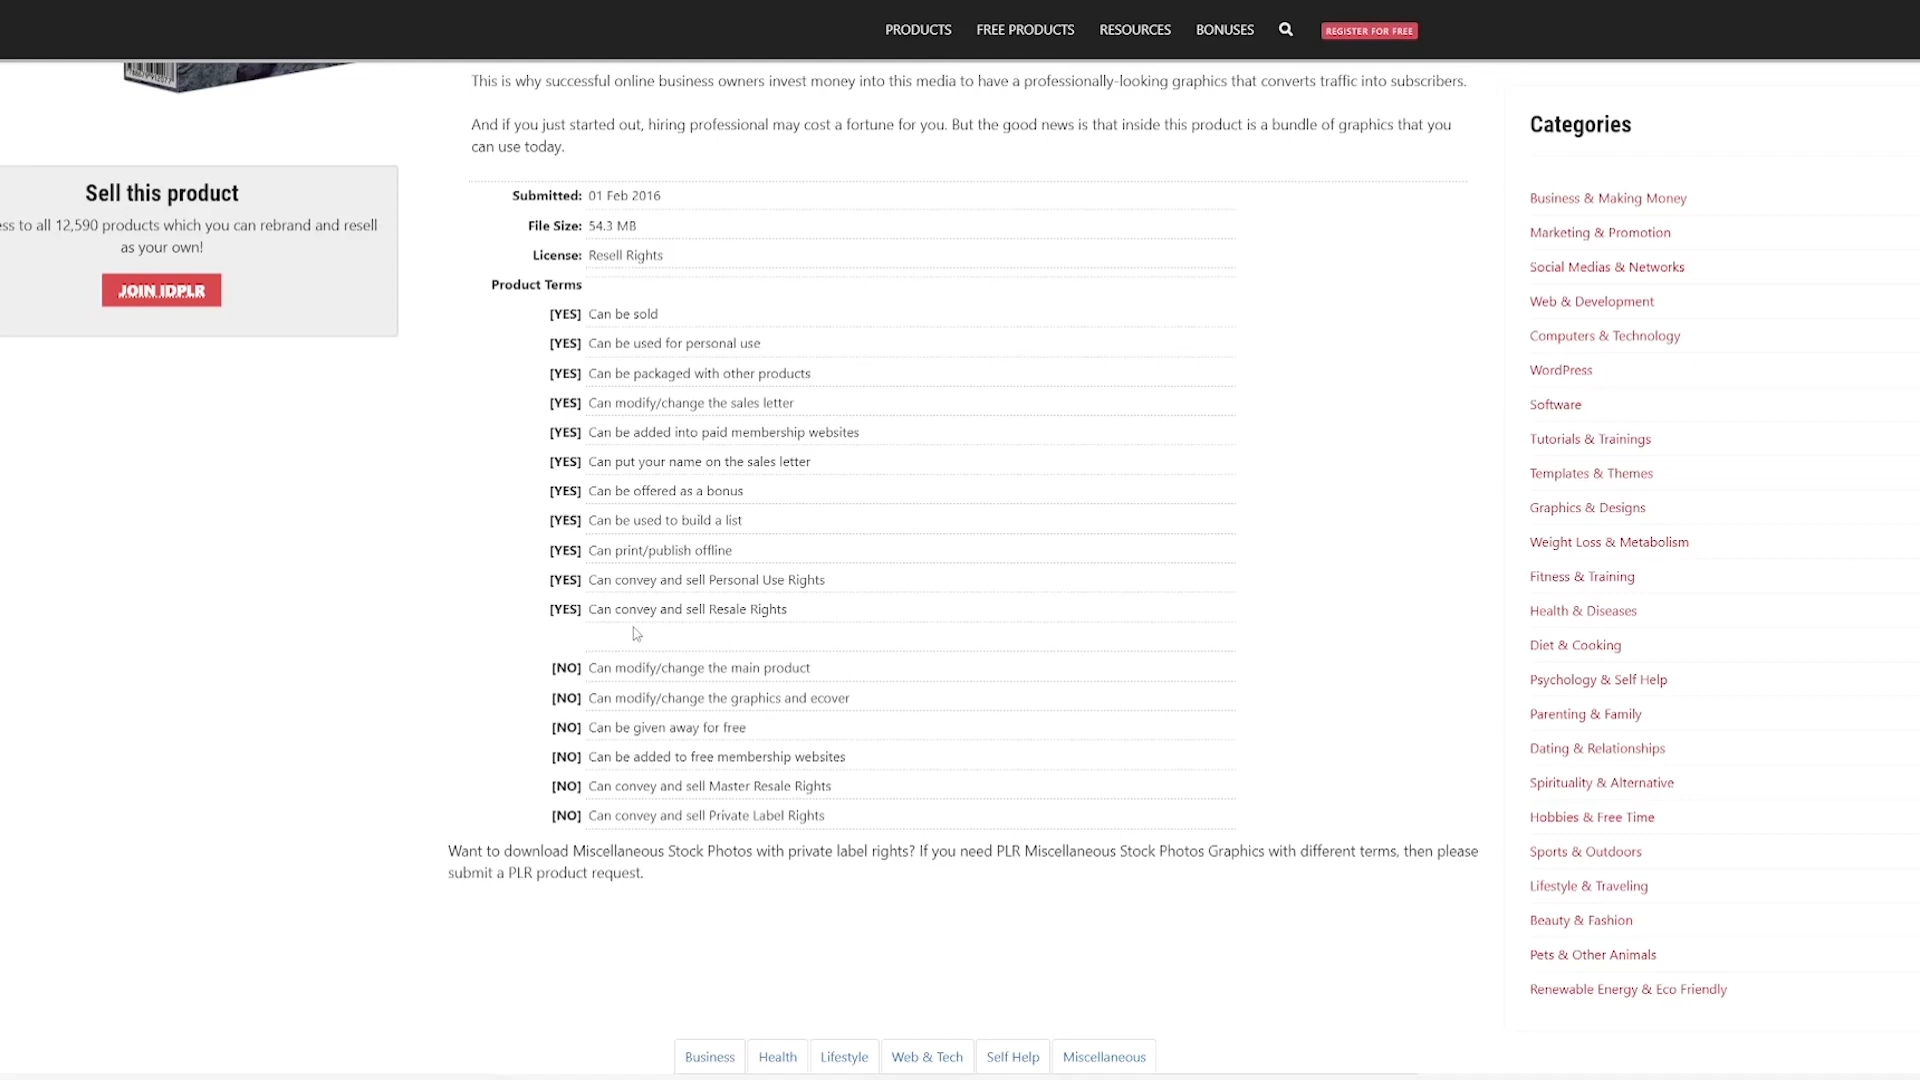 PRODUCTS FREE PRODUCTS RESOURCES BONUSES REGISTER FOR FREE
This is why successful online business owners invest money into this media to have a professionally-looking graphics that converts traffic into subscribers.
And if you just started out, hiring professional may cost a fortune for you. But the good news is that inside this product is a bundle of graphics that you
can use today.
Sell this product
to all 12,590 products which you can rebrand and resell
as your own!
JOIN IDPLR
Submitted: 01 Feb 2016
File Size: 54.3 MB
License: Resell Rights
Product Terms
[YES] Can be sold
[YES] Can be used for personal use
[YES] Can be packaged with other products
[YES] Can modify/change the sales letter
[YES] Can be added into paid membership websites
[YES] Can put your name on the sales letter
[YES] Can be offered as a bonus
[YES] Can be used to build a list
[YES] Can print/publish offline
[YES] Can convey and sell Personal Use Rights
[YES] Can convey and sell Resale Rights
[NO] Can modify/change the main product
[NO] Can modify/change the graphics and ecover
[NO] Can be given away for free
[NO] Can be added to free membership websites
[NO] Can convey and sell Master Resale Rights
[NO] Can convey and sell Private Label Rights
Want to download Miscellaneous Stock Photos with private label rights? If you need PLR Miscellaneous Stock Photos Graphics with different terms, then please
submit a PLR product request.
Categories
Business & Making Money
Marketing & Promotion
Social Medias & Networks
Web & Development
Computers & Technology
WordPress
Software
Tutorials & Trainings
Templates & Themes
Graphics & Designs
Weight Loss & Metabolism
Fitness & Training
Health & Diseases
Diet & Cooking
Psychology & Self Help
Parenting & Family
Dating & Relationships
Spirituality & Alternative
Hobbies & Free Time
Sports & Outdoors
Lifestyle & Traveling
Beauty & Fashion
Pets & Other Animals
Renewable Energy & Eco Friendly
Business Health Lifestyle Web & Tech Self Help Miscellaneous